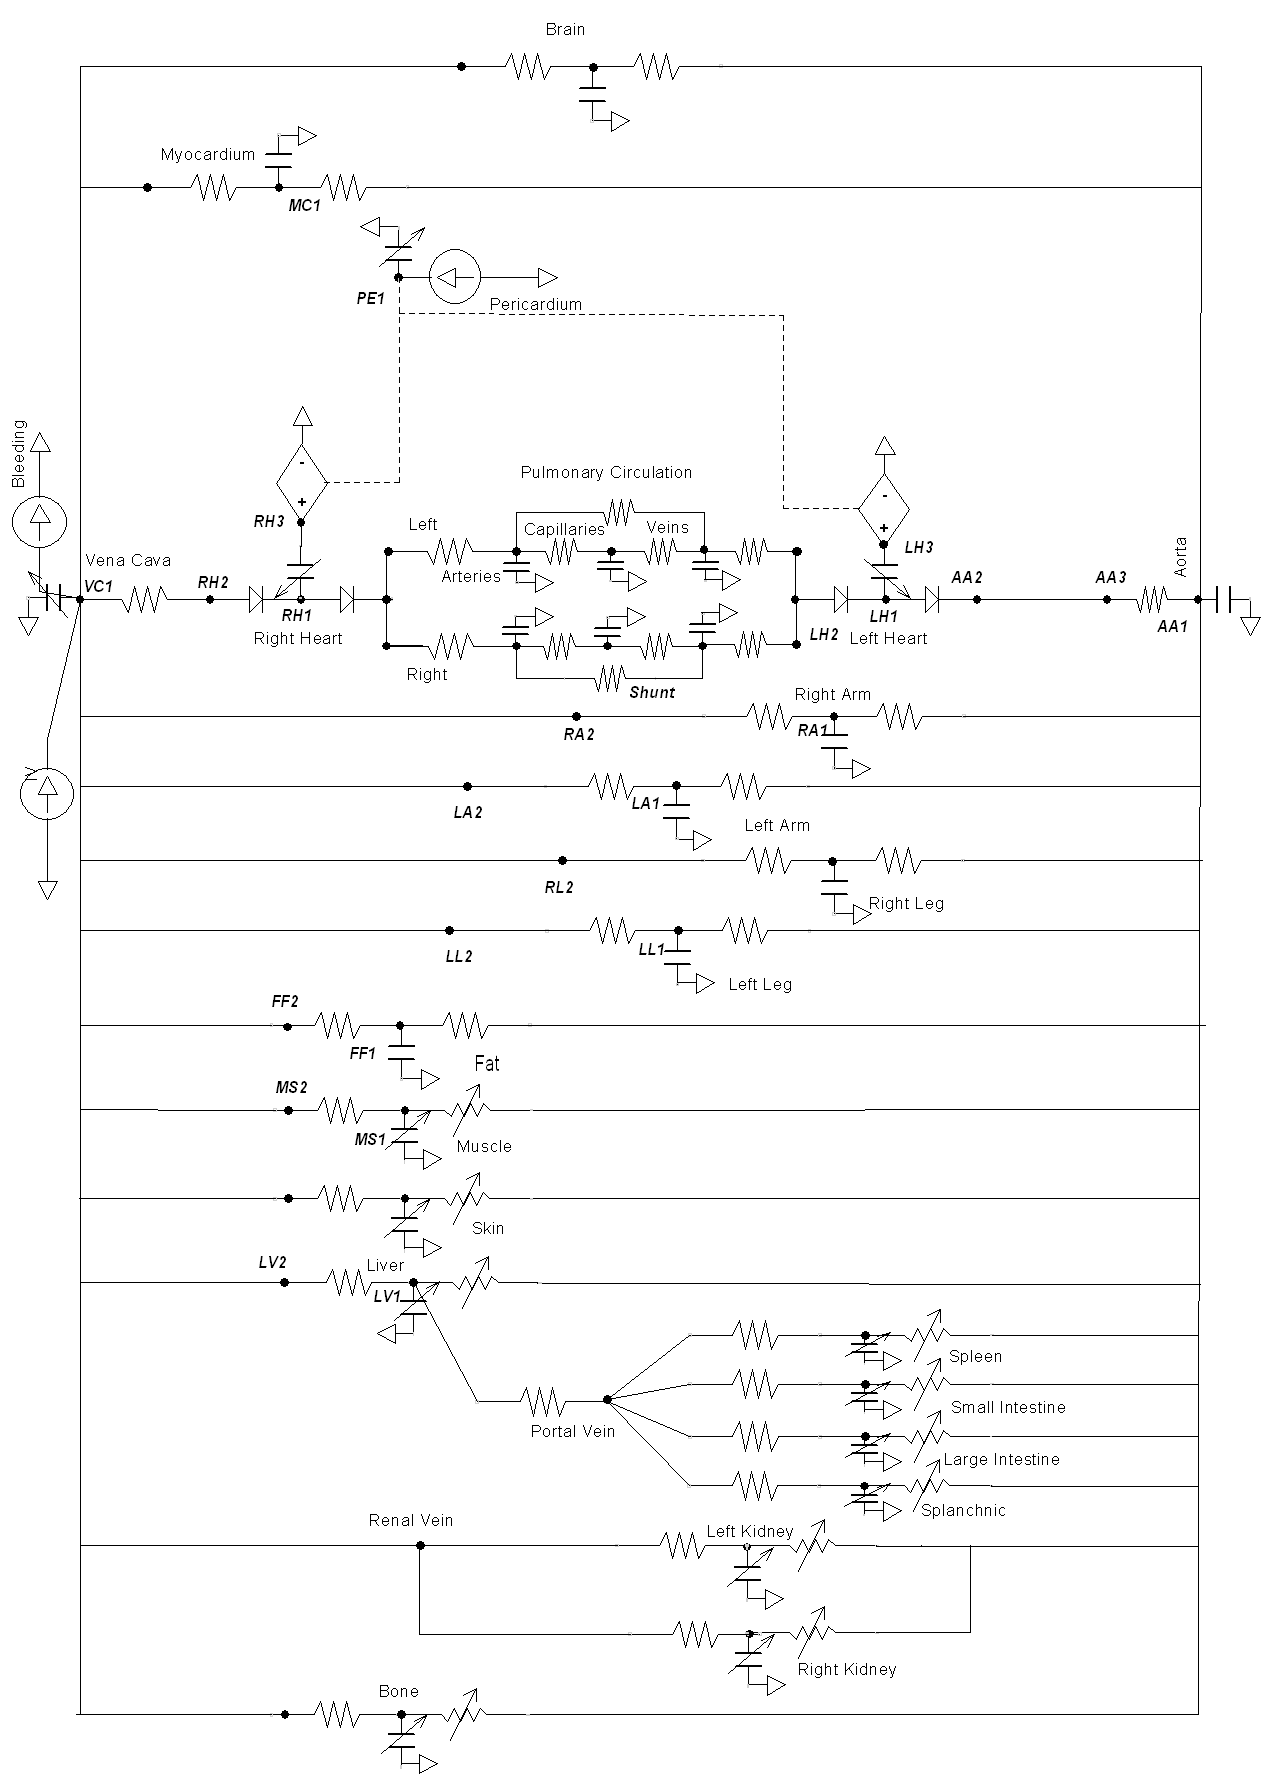 Brain
Myocardium
MC1
PE1
Pericardium
Bleeding
Pulmonary Circulation
RH3
Left
Capillaries
Veins
LH3
Aorta
Vena Cava
Arteries
VC1
RH2
AA2
AA3
RH1
LH2
LH1
AA1
Right Heart
Left Heart
Right
Shunt
Right Arm
RA2
RA1
IV
LA2
LA1
Left Arm
RL2
Right Leg
LL2
LL1
Left Leg
FF2
FF1
Fat
MS2
MS1
Muscle
Skin
LV2
Liver
LV1
Spleen
Small Intestine
Portal Vein
Large Intestine
Splanchnic
Renal Vein
Left Kidney
Right Kidney
Bone